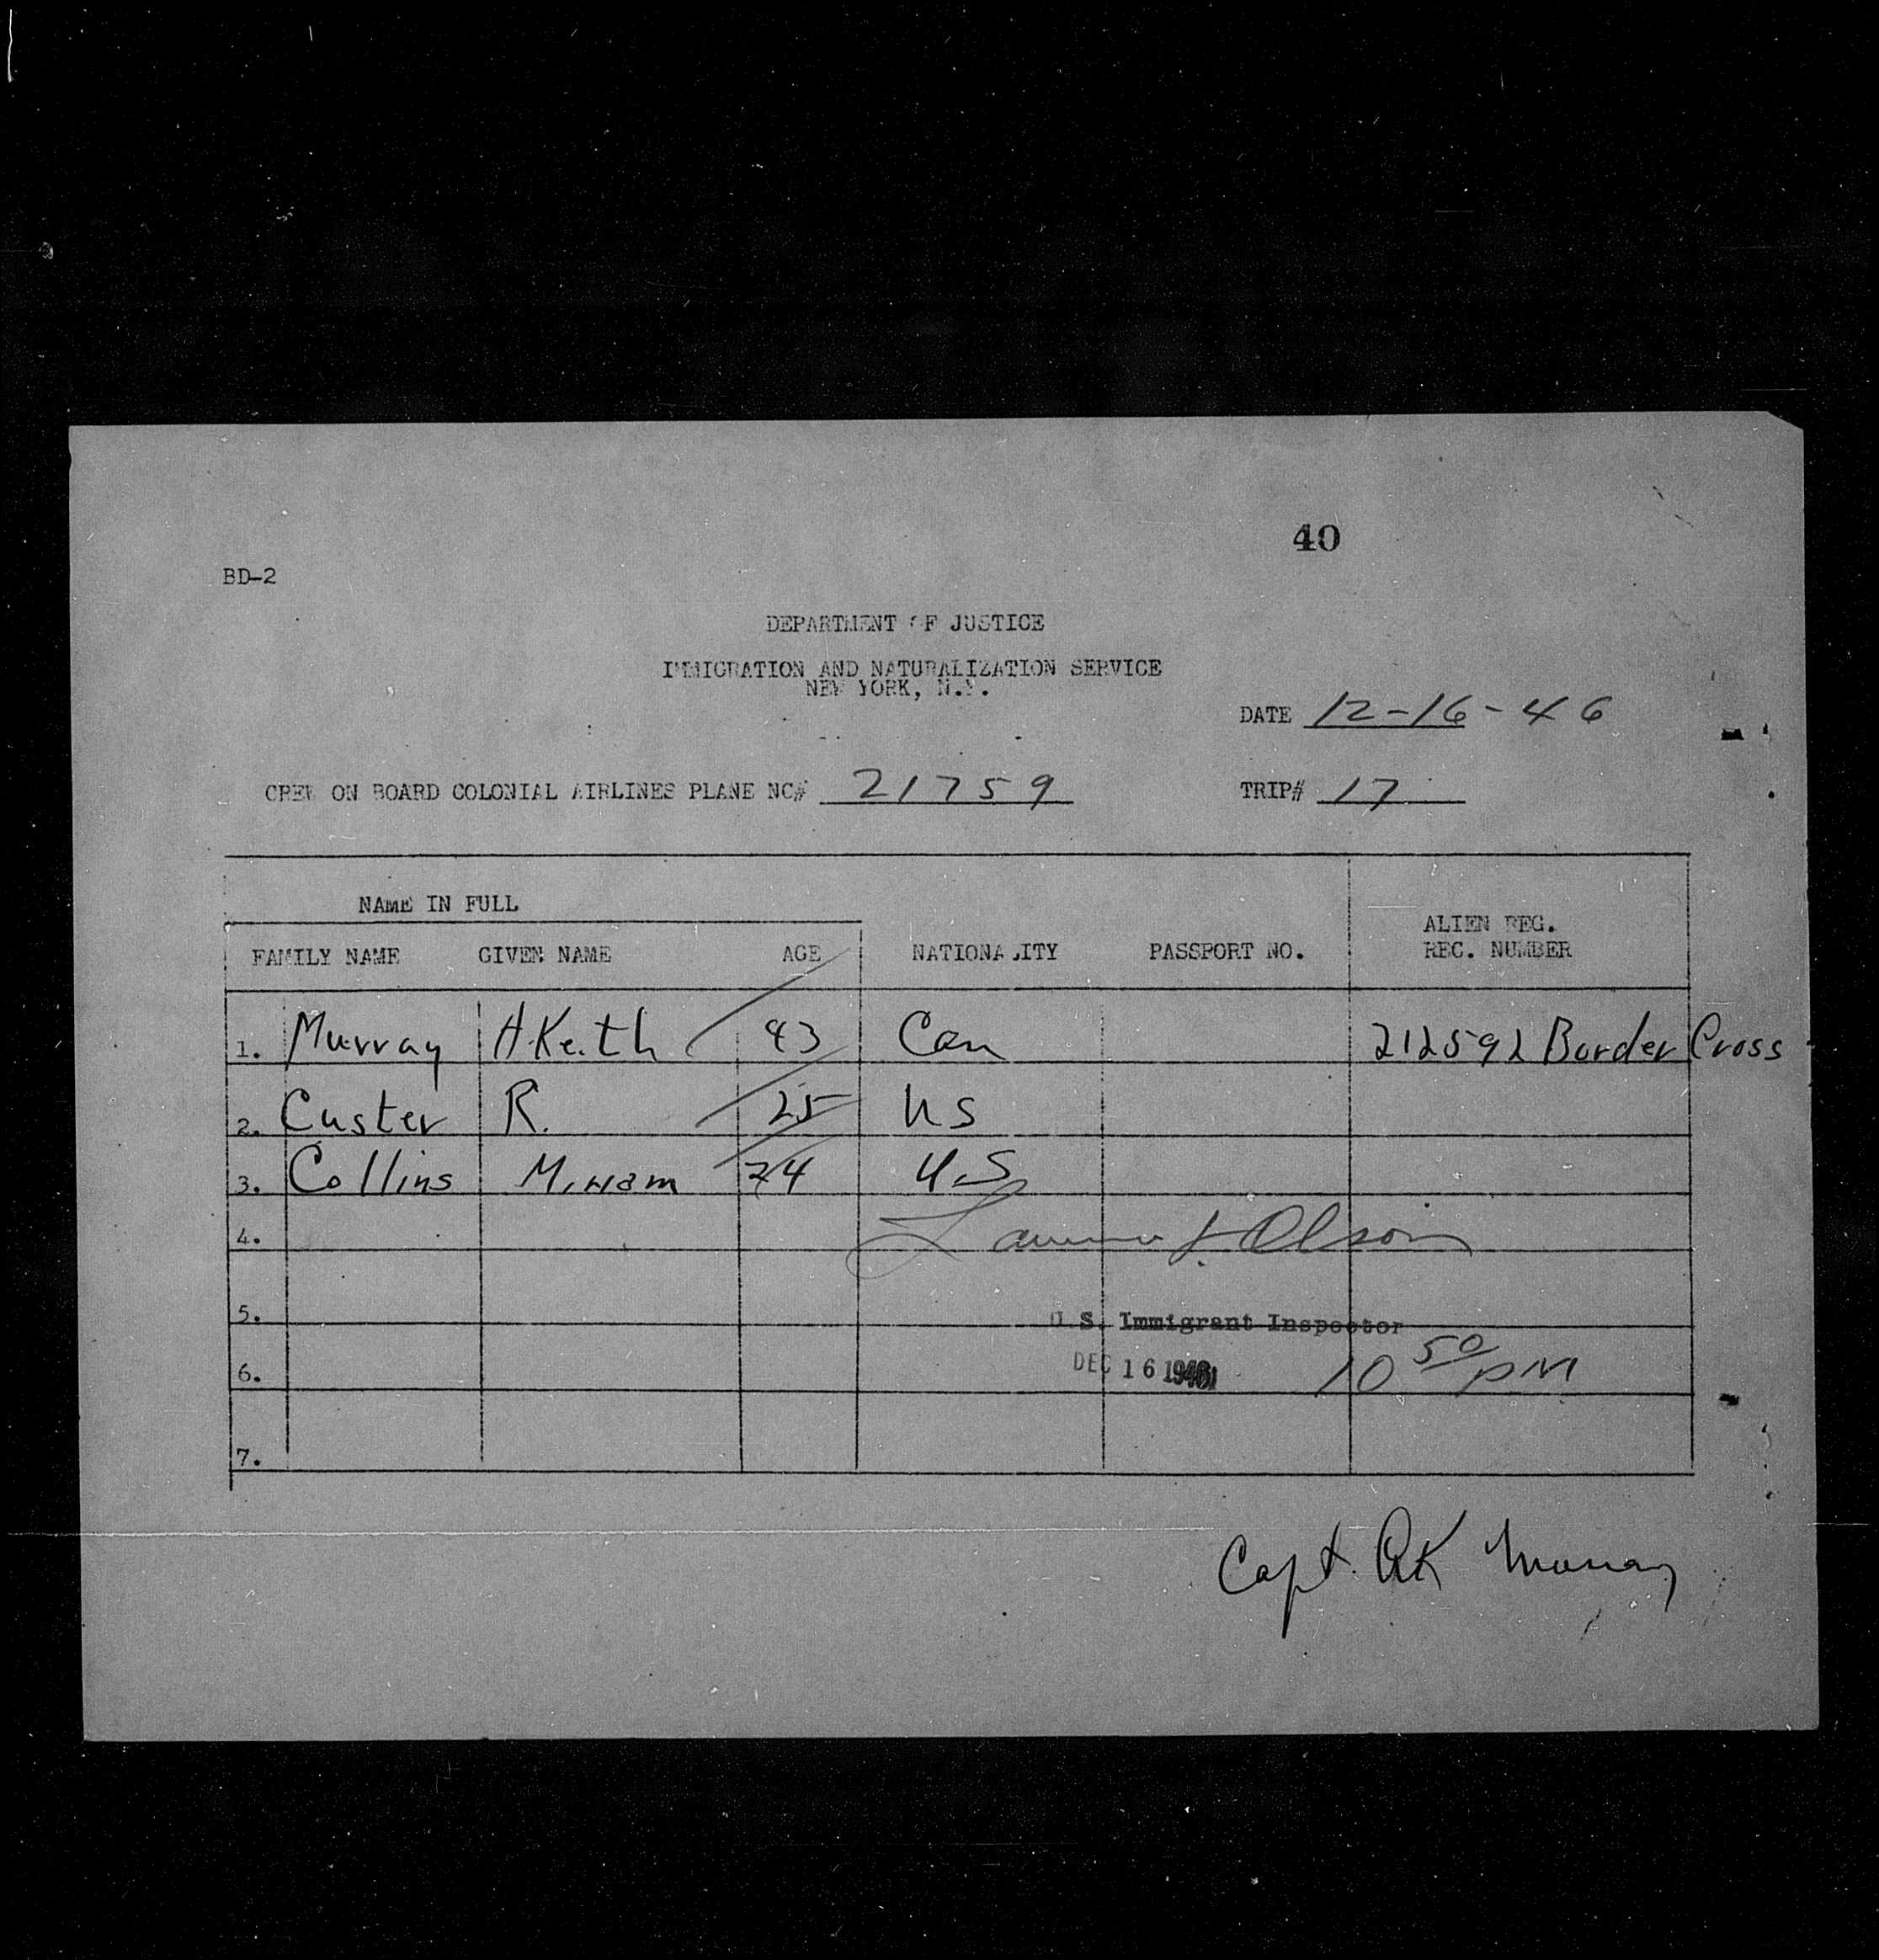 40
BD-2
DEPARTMENT OF JUSTICE
IMMIGRATION AND NATURALIZATION SERVICE
NEW YORK, N.Y.
DATE 12-16-46
CREW ON BOARD COLONIAL AIRLINES PLANE NC# 21759 TRIP# 17
NAME IN FULL
FAMILY NAME GIVEN NAME AGE NATIONALITY PASSPORT NO. ALIEN REG. REC. NUMBER
1. Murray A. Keith 43 Can 212592 Border Cross
2. Custer R. 25 US
3. Collins Miriam 24 U.S
4. Olson
5. U.S. Immigrant Inspector
6. DEC 16 1946 10 50 PM
7.
Capt. AK Murray